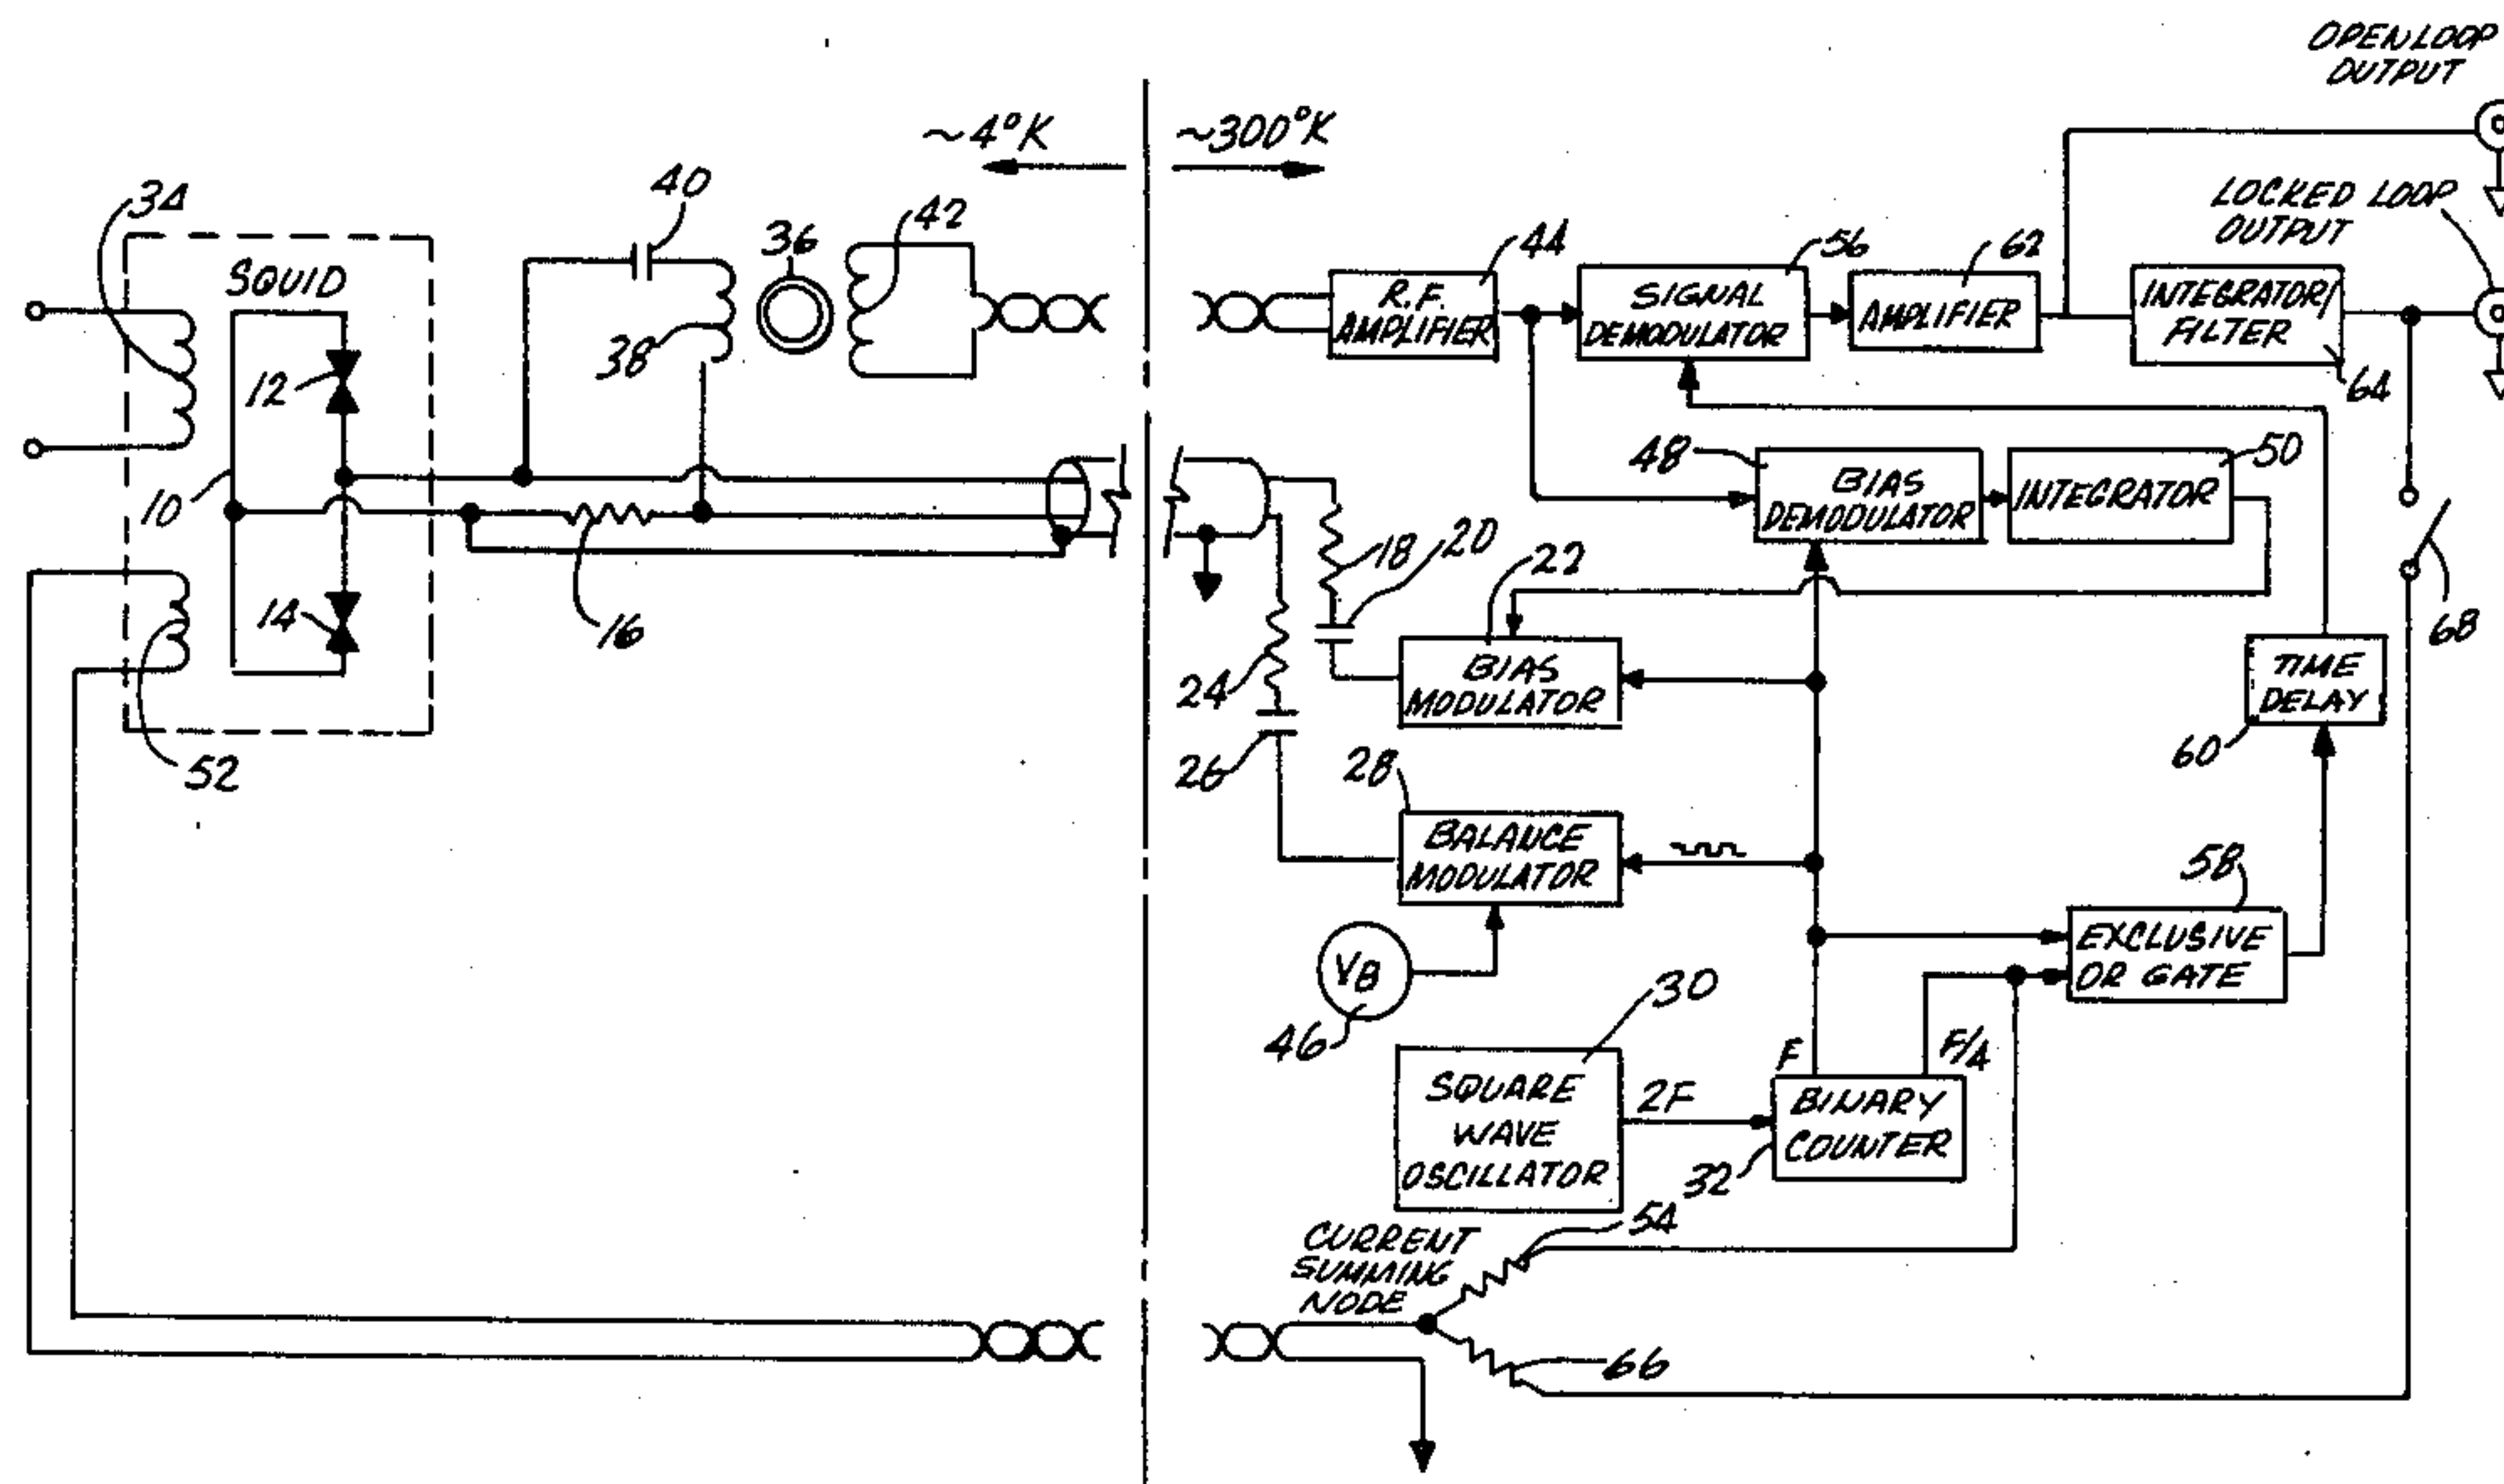 OPEN LOOP
OUTPUT
~4°K
~300°K
34
40
36
42
44
56
62
LOCKED LOOP
OUTPUT
SQUID
R.F.
AMPLIFIER
SIGNAL
DEMODULATOR
AMPLIFIER
INTEGRATOR/
FILTER
12
38
64
48
50
10
BIAS
DEMODULATOR
INTEGRATOR
18
20
22
14
16
68
24
BIAS
MODULATOR
TIME
DELAY
52
26
28
60
BALANCE
MODULATOR
58
VB
EXCLUSIVE
OR GATE
46
30
F
F/4
SQUARE
WAVE
OSCILLATOR
2F
BINARY
COUNTER
32
54
CURRENT
SUMMING
NODE
66